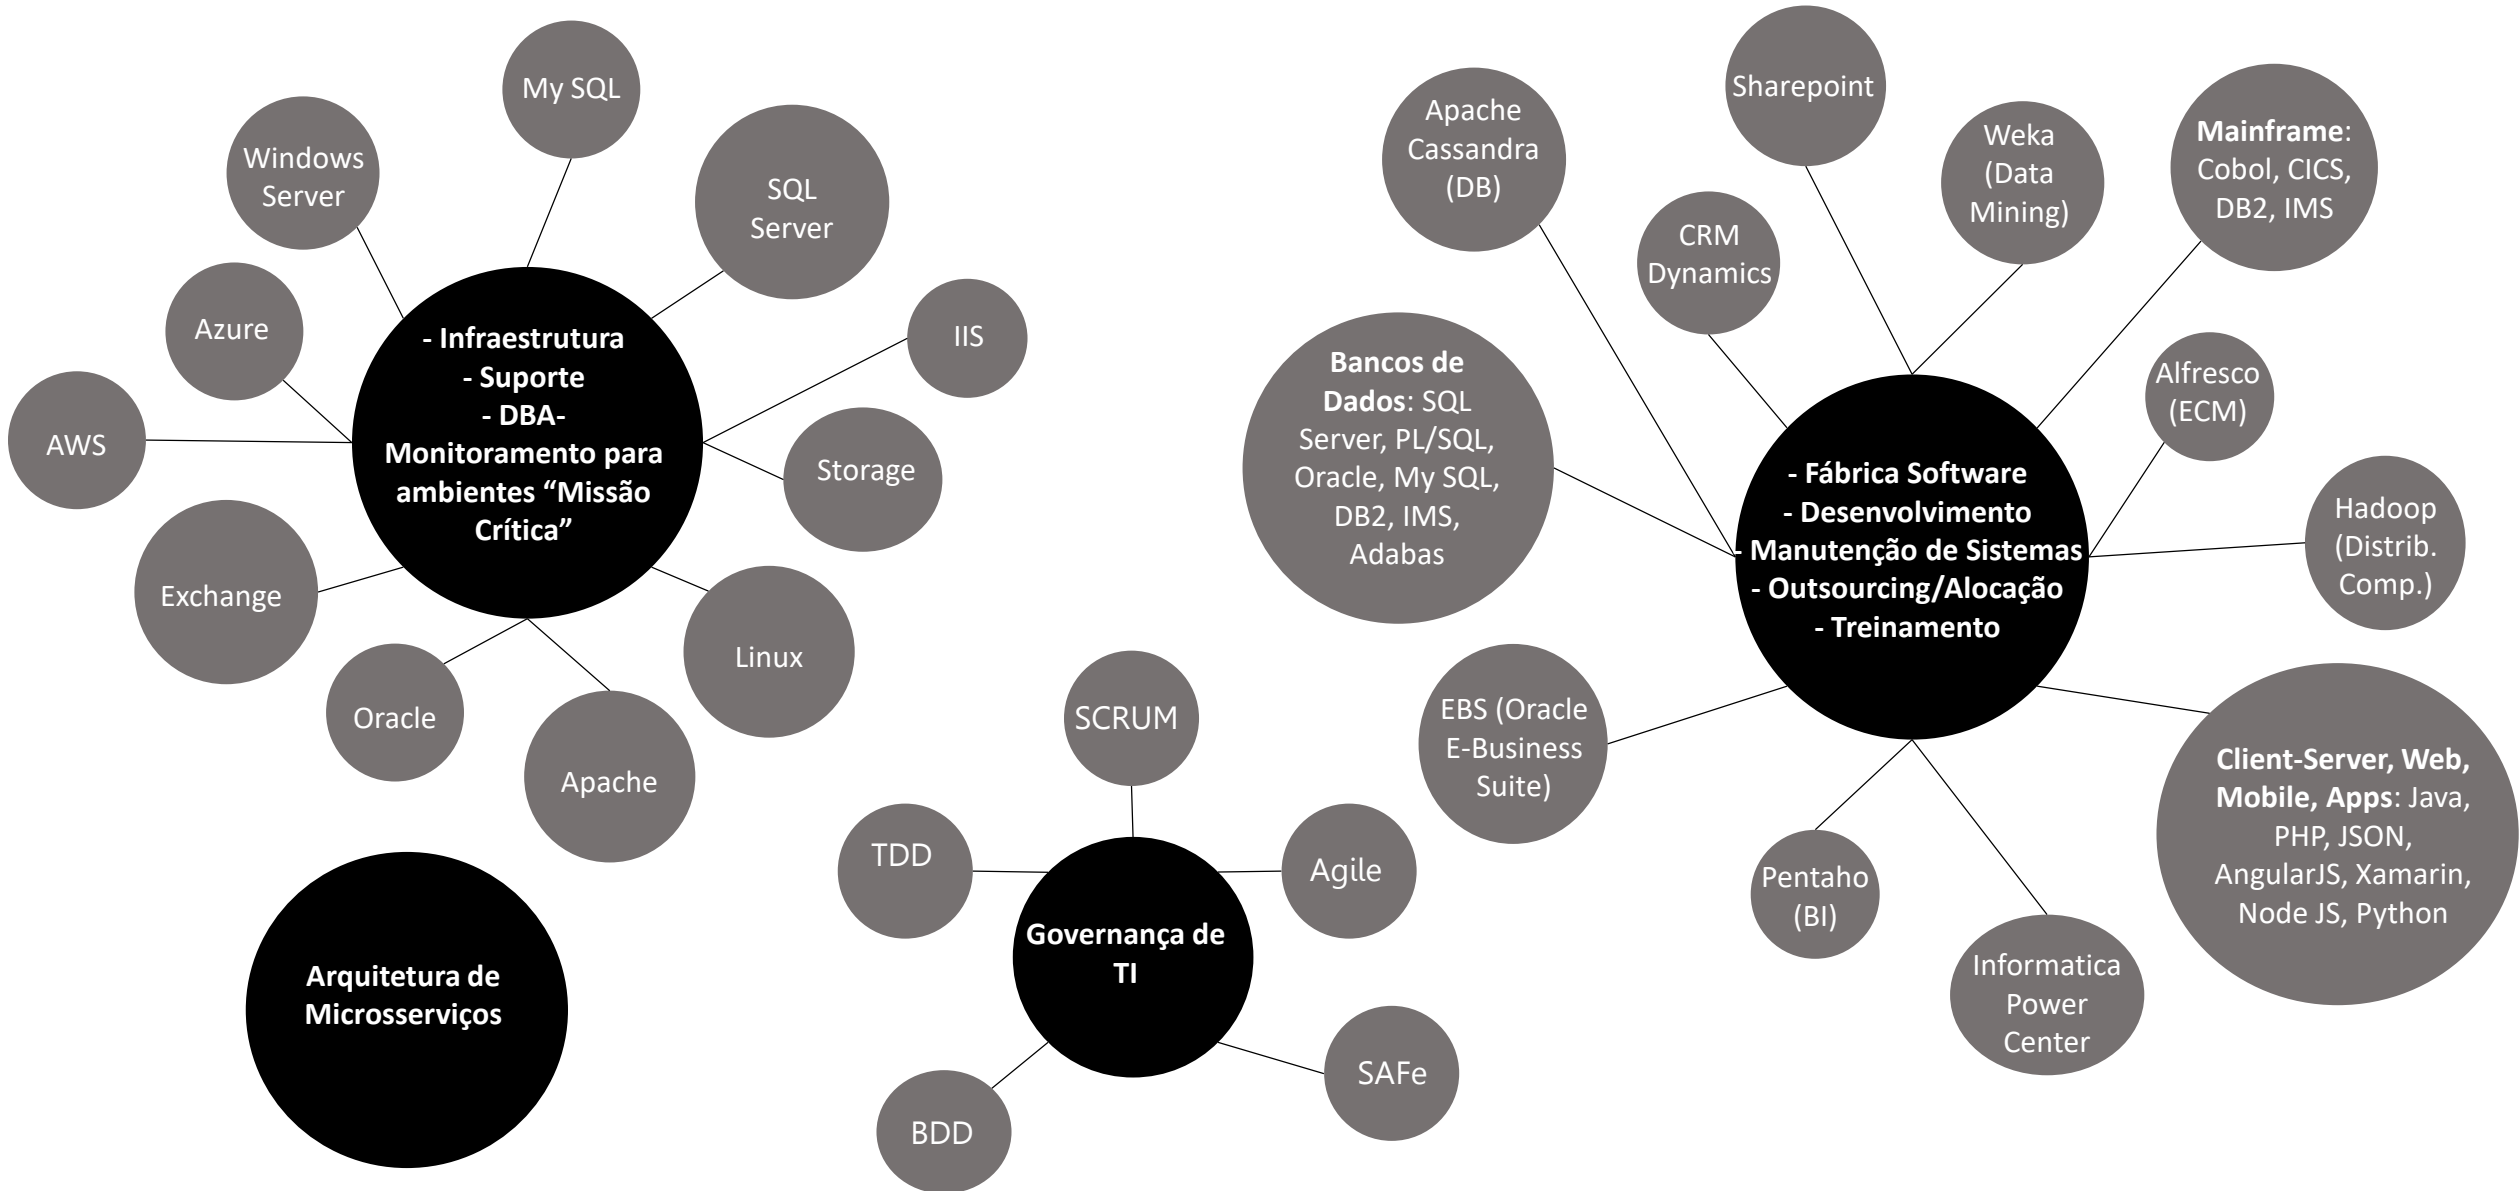 My SQL
Windows
Server
SQL
Server
Azure
IIS
AWS
- Infraestrutura
- Suporte
- DBA-
Monitoramento para
ambientes “Missão
Crítica”
Storage
Exchange
Linux
Oracle
Apache
Arquitetura de
Microsserviços
SCRUM
TDD
Agile
Governança de
TI
SAFe
BDD
Sharepoint
Apache
Cassandra
(DB)
Weka
(Data
Mining)
Mainframe:
Cobol, CICS,
DB2, IMS
CRM
Dynamics
Bancos de
Dados: SQL
Server, PL/SQL,
Oracle, My SQL,
DB2, IMS,
Adabas
Alfresco
(ECM)
- Fábrica Software
- Desenvolvimento
- Manutenção de Sistemas
- Outsourcing/Alocação
- Treinamento
Hadoop
(Distrib.
Comp.)
EBS (Oracle
E-Business
Suite)
Client-Server, Web,
Mobile, Apps: Java,
PHP, JSON,
AngularJS, Xamarin,
Node JS, Python
Pentaho
(BI)
Informatica
Power
Center